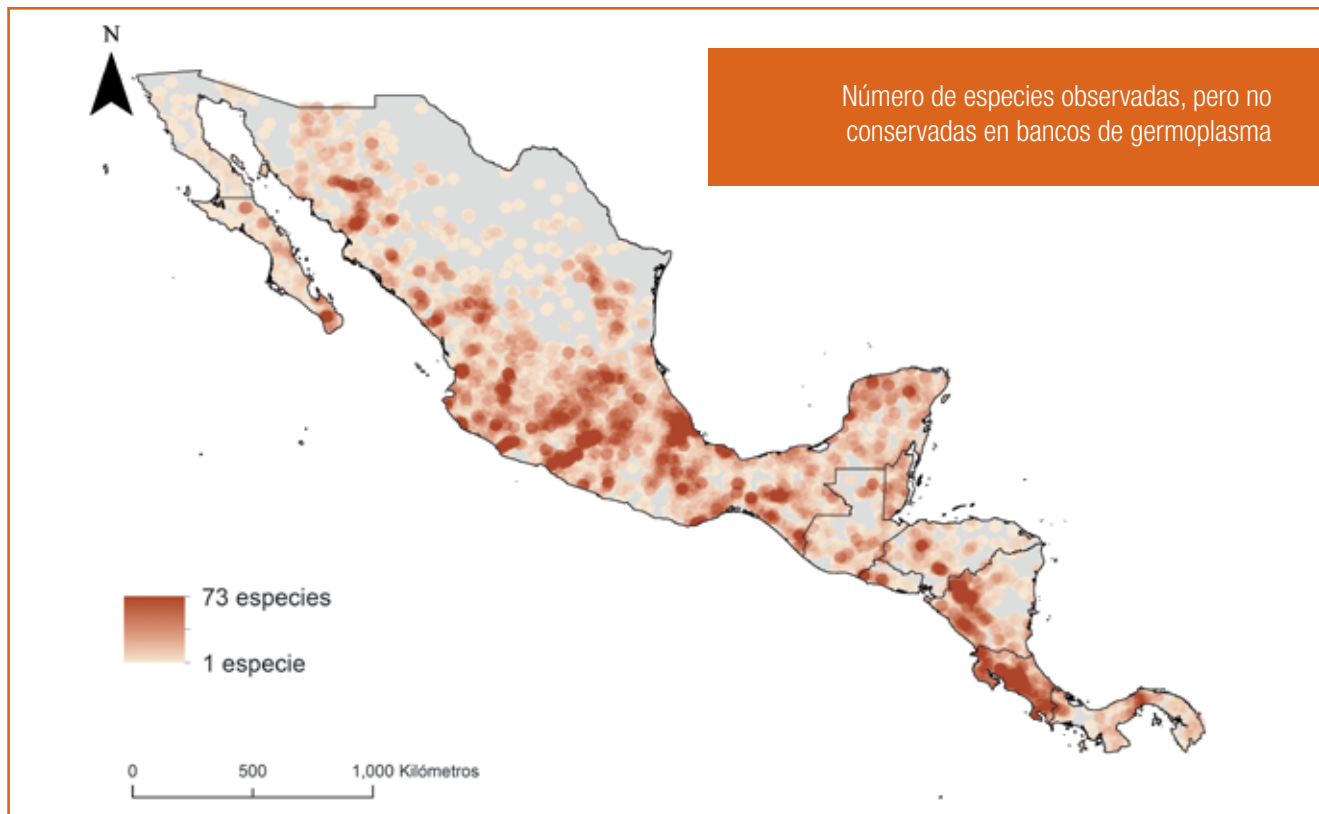 N
Número de especies observadas, pero no
conservadas en bancos de germoplasma
73 especies
1 especie
0 500 1,000 Kilómetros